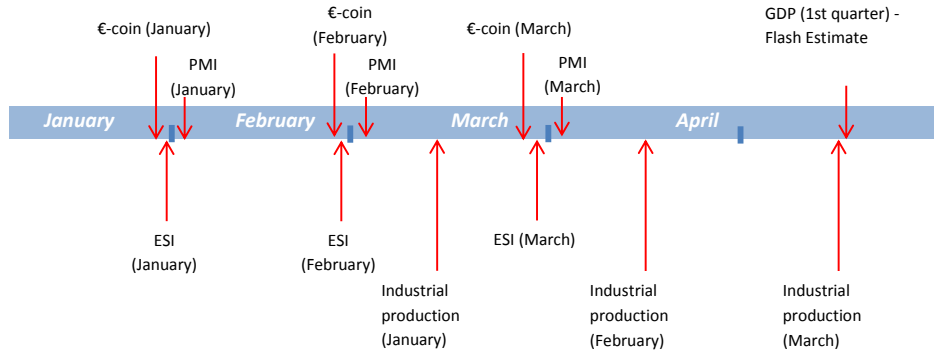 €-coin (January)
€-coin
(February)
€-coin (March)
GDP (1st quarter) -
Flash Estimate
PMI
(January)
PMI
(February)
PMI
(March)
January
February
March
April
ESI
(January)
ESI
(February)
ESI (March)
Industrial
production
(January)
Industrial
production
(February)
Industrial
production
(March)